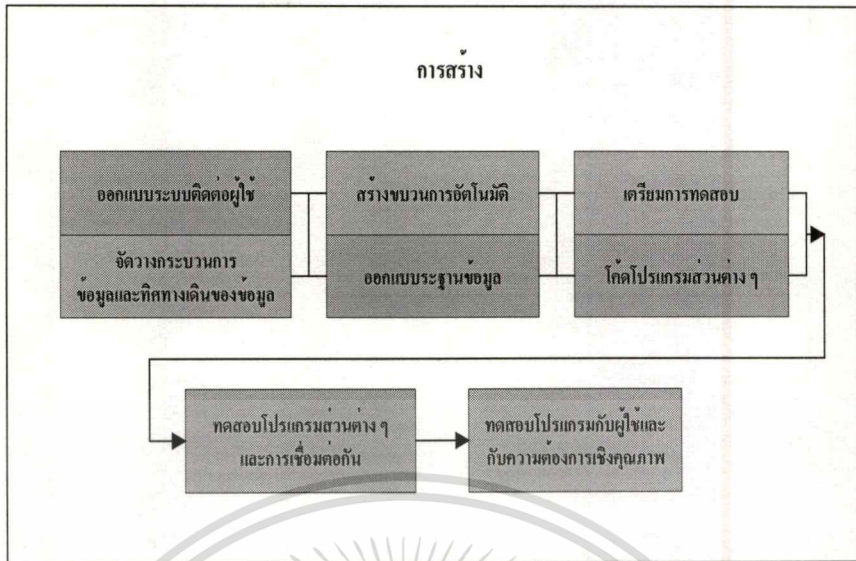 การสร้าง
ออกแบบระบบติดต่อผู้ใช้
สร้างขบวนการอัตโนมัติ
เตรียมการทดสอบ
จัดวางกระบวนการ
ข้อมูลและทิศทางเดินของข้อมูล
ออกแบบระฐานข้อมูล
โค้ดโปรแกรมส่วนต่าง ๆ
ทดสอบโปรแกรมส่วนต่าง ๆ
และการเชื่อมต่อกัน
ทดสอบโปรแกรมกับผู้ใช้และ
กับความต้องการเชิงคุณภาพ